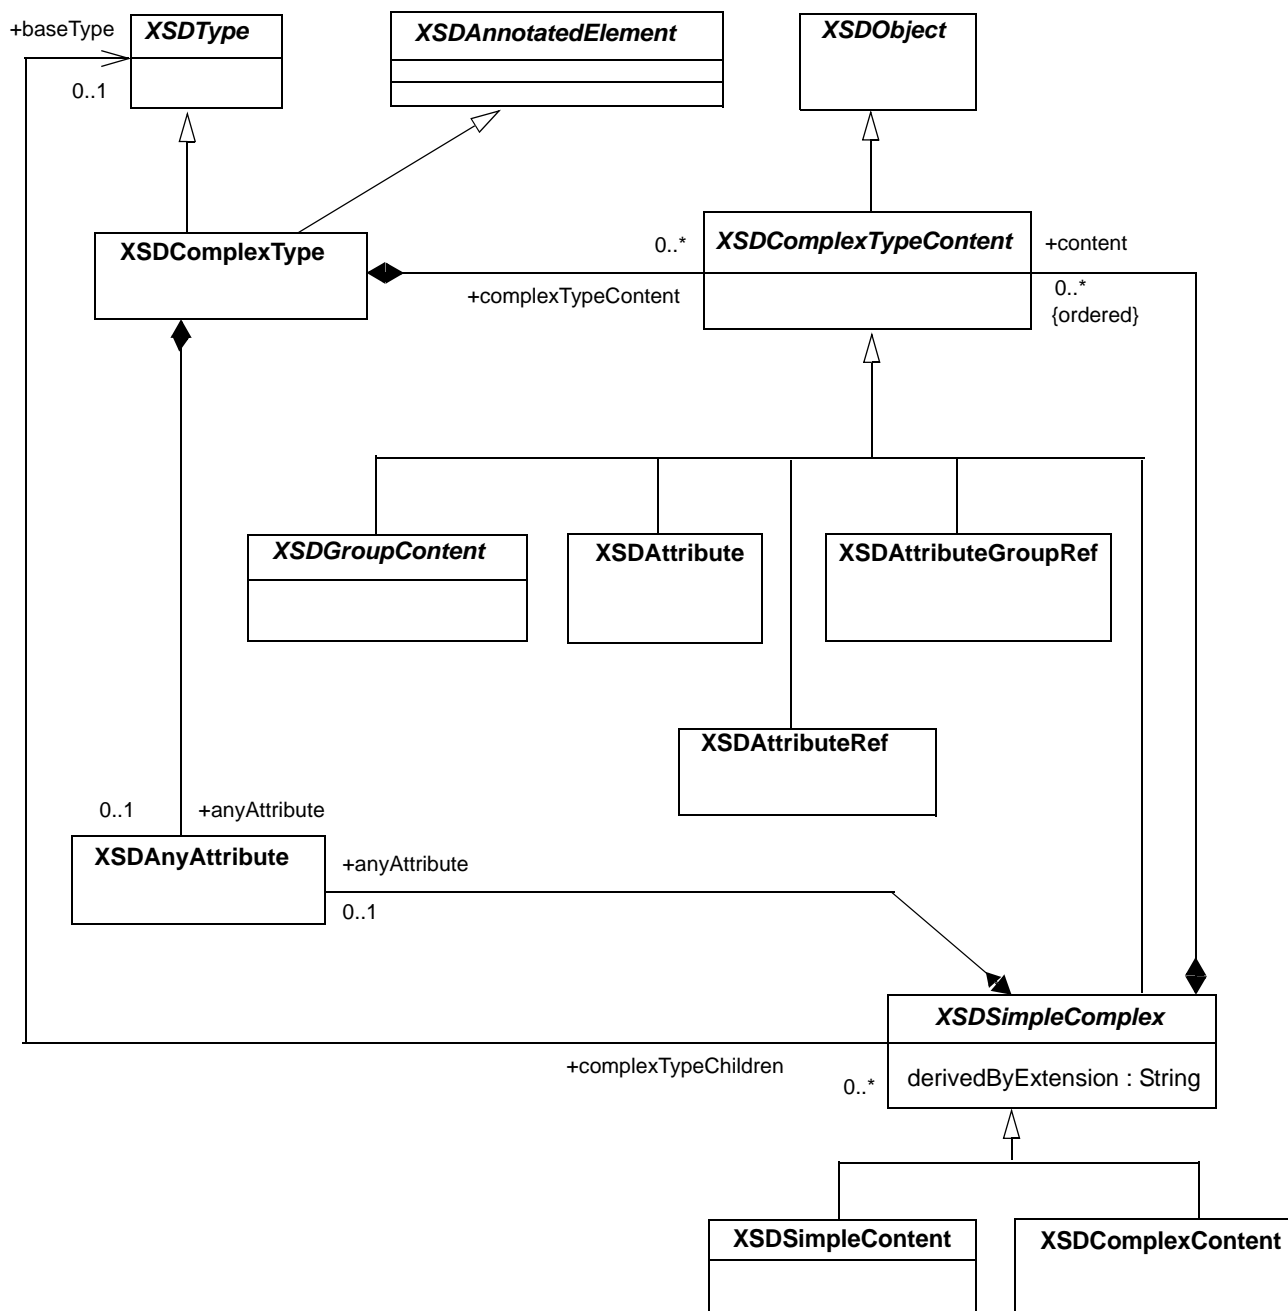 +baseType
XSDType
XSDAnnotatedElement
XSDObject
0..1
XSDComplexType
0..*
XSDComplexTypeContent
+content
+complexTypeContent
0..*
{ordered}
XSDGroupContent
XSDAttribute
XSDAttributeGroupRef
XSDAttributeRef
0..1
+anyAttribute
XSDAnyAttribute
+anyAttribute
0..1
XSDSimpleComplex
+complexTypeChildren
0..*
derivedByExtension : String
XSDSimpleContent
XSDComplexContent